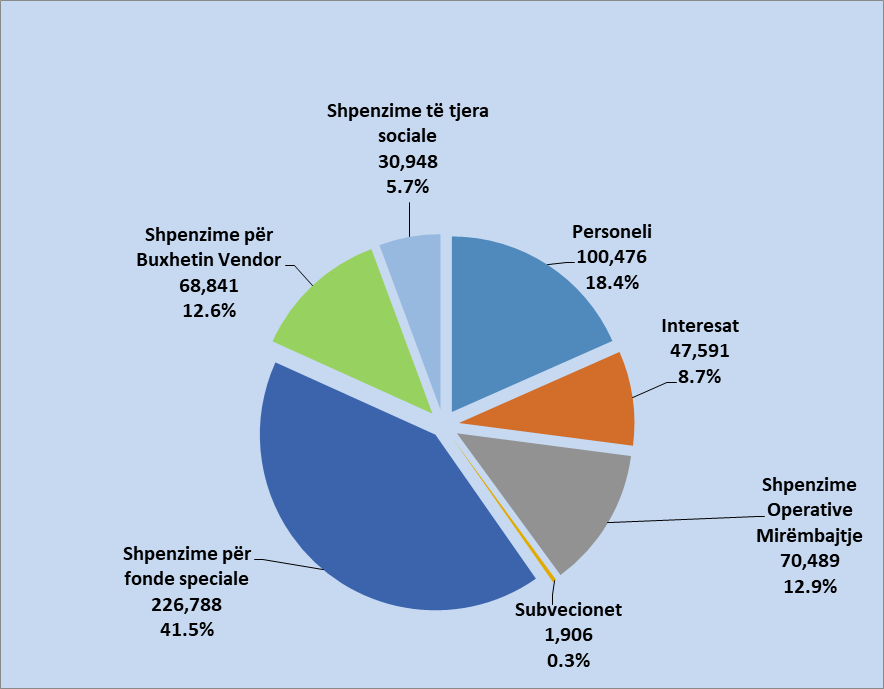 Shpenzime të tjera
sociale
30,948
5.7%
Personeli
100,476
18.4%
Interesat
47,591
8.7%
Shpenzime
Operative
Mirëmbajtje
70,489
12.9%
Subvecionet
1,906
0.3%
Shpenzime për
fonde speciale
226,788
41.5%
Shpenzime për
Buxhetin Vendor
68,841
12.6%